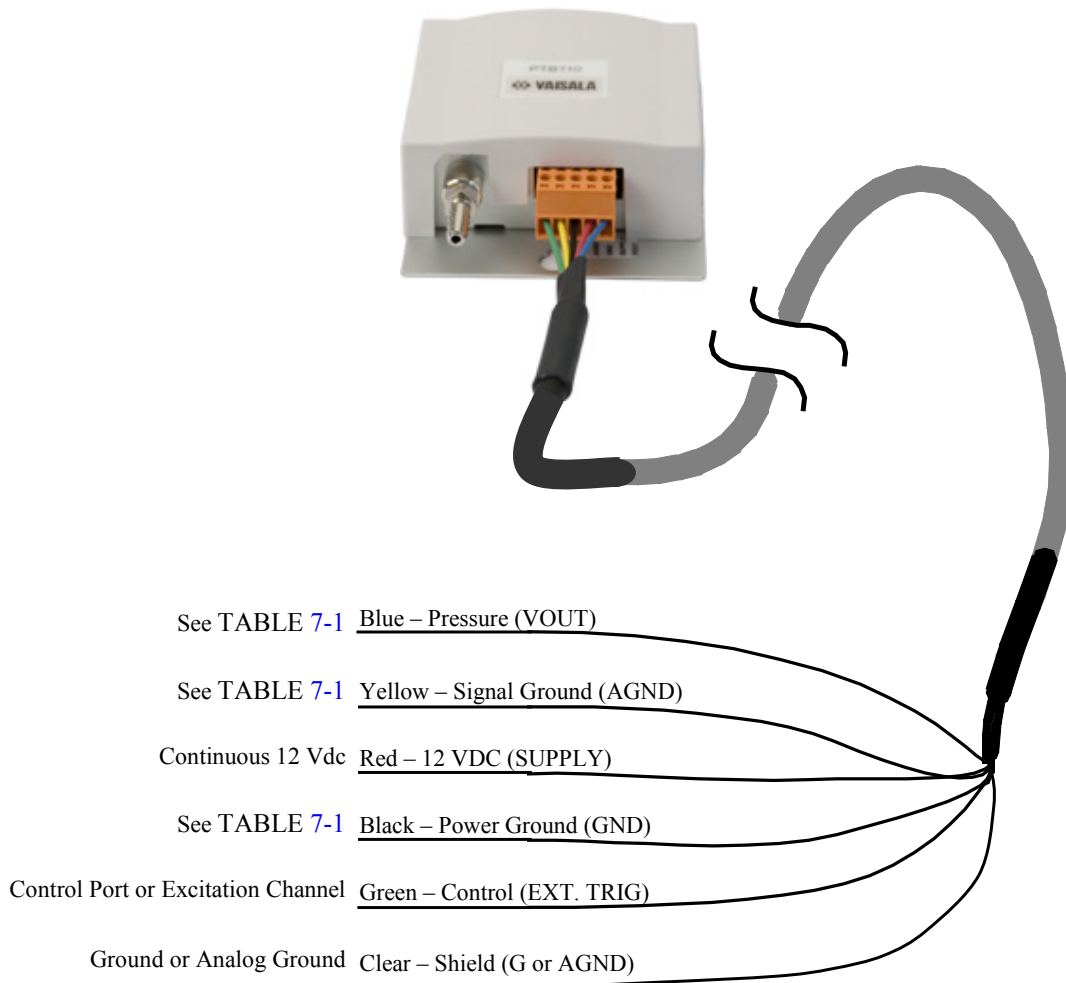 PTB110
VAISALA
See TABLE 7-1 Blue – Pressure (VOUT)
See TABLE 7-1 Yellow – Signal Ground (AGND)
Continuous 12 Vdc Red – 12 VDC (SUPPLY)
See TABLE 7-1 Black – Power Ground (GND)
Control Port or Excitation Channel Green – Control (EXT. TRIG)
Ground or Analog Ground Clear – Shield (G or AGND)